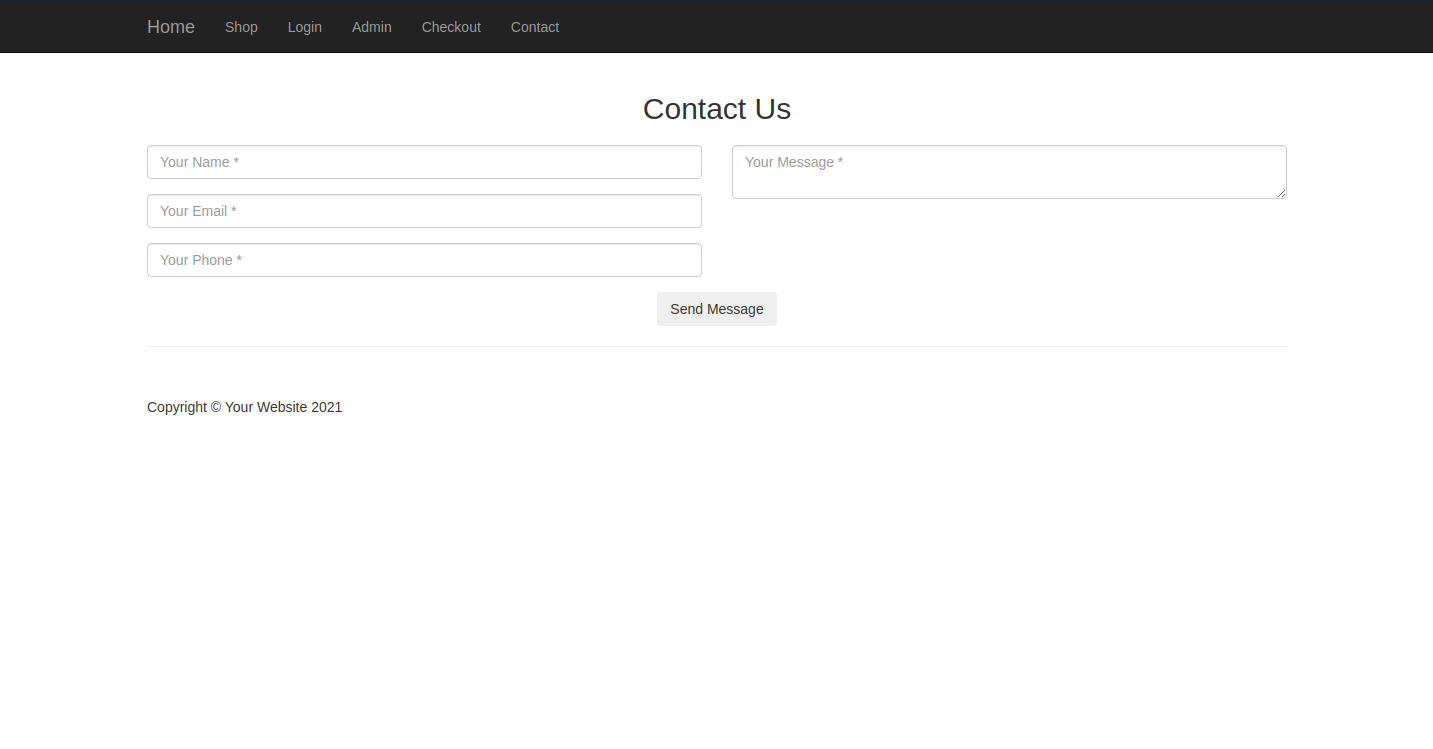 Home Shop Login Admin Checkout Contact
Contact Us
Your Name *
Your Email *
Your Phone *
Your Message *
Send Message
Copyright © Your Website 2021